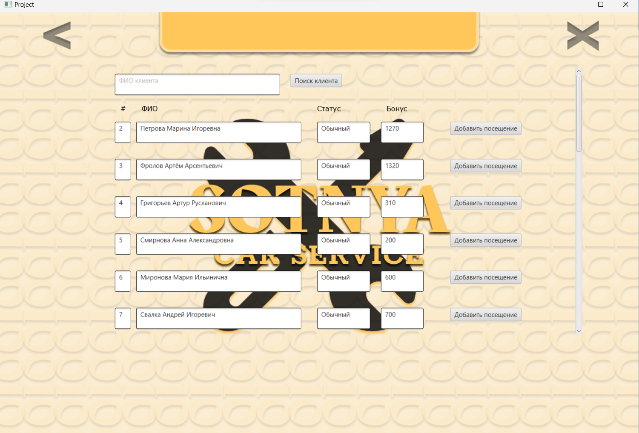 Project
ФИО клиента Поиск клиента
# ФИО Статус Бонус
2 Петрова Марина Игоревна Обычный 1270 Добавить посещение
3 Фролов Артём Арсентьевич Обычный 1320 Добавить посещение
4 Григорьев Артур Русланович Обычный 310 Добавить посещение
SOTNYA
5 Смирнова Анна Александровна Обычный 200 Добавить посещение
CAR SERVICE
6 Миронова Мария Ильинична Обычный 600 Добавить посещение
7 Свалка Андрей Игоревич Обычный 700 Добавить посещение